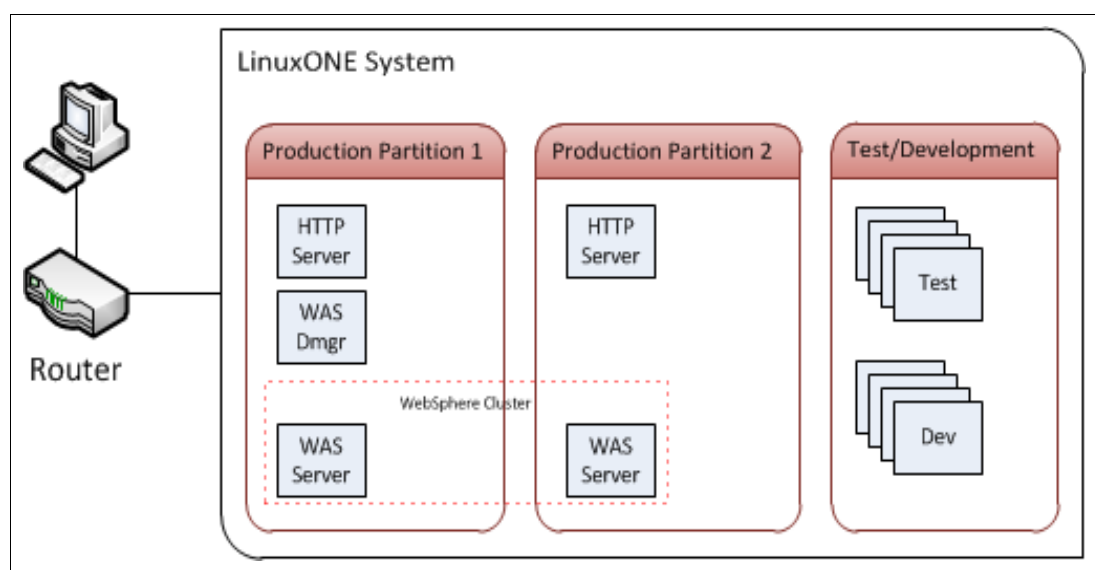 LinuxONE System
Production Partition 1
Production Partition 2
Test/Development
HTTP
Server
HTTP
Server
Test
WAS
Dmgr
Router
WebSphere Cluster
WAS
Server
WAS
Server
Dev